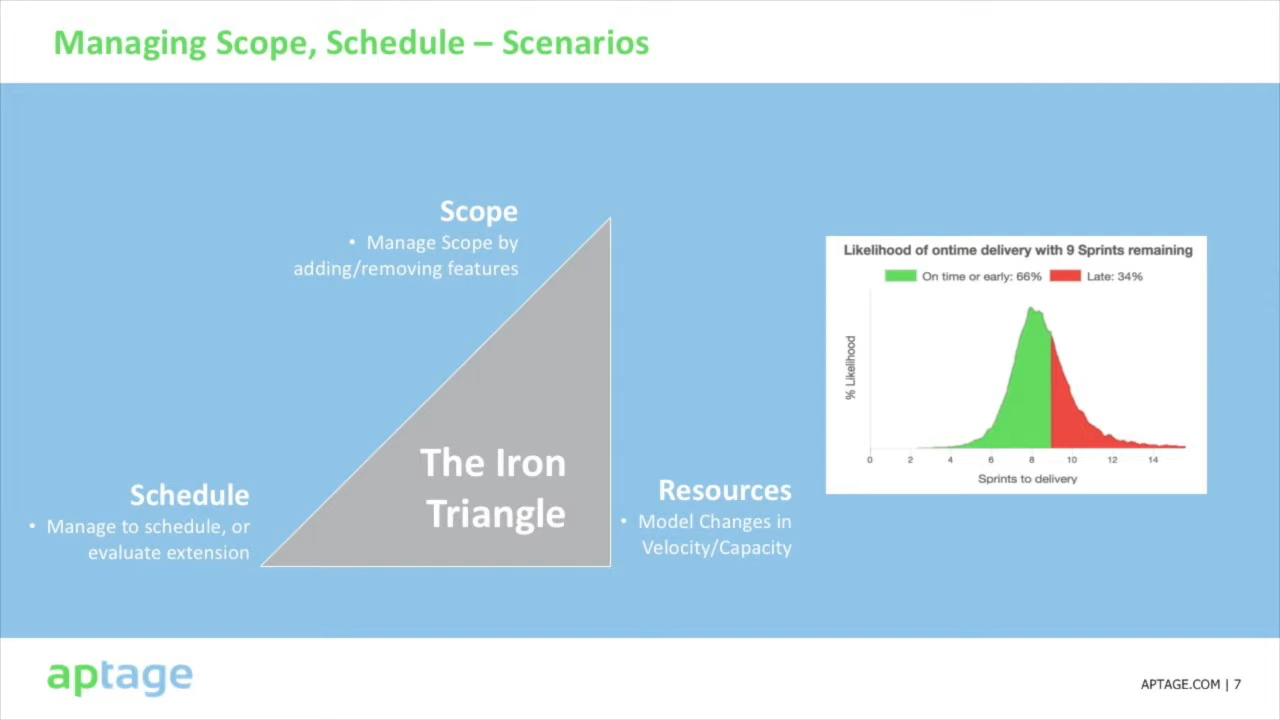 Managing Scope, Schedule – Scenarios
Scope
• Manage Scope by
adding/removing features
The Iron
Triangle
Schedule
• Manage to schedule, or
evaluate extension
Resources
• Model Changes in
Velocity/Capacity
Likelihood of ontime delivery with 9 Sprints remaining
On time or early: 66% Late: 34%
% Likelihood
0 2 4 6 8 10 12 14
Sprints to delivery
aptage
APTAGE.COM | 7